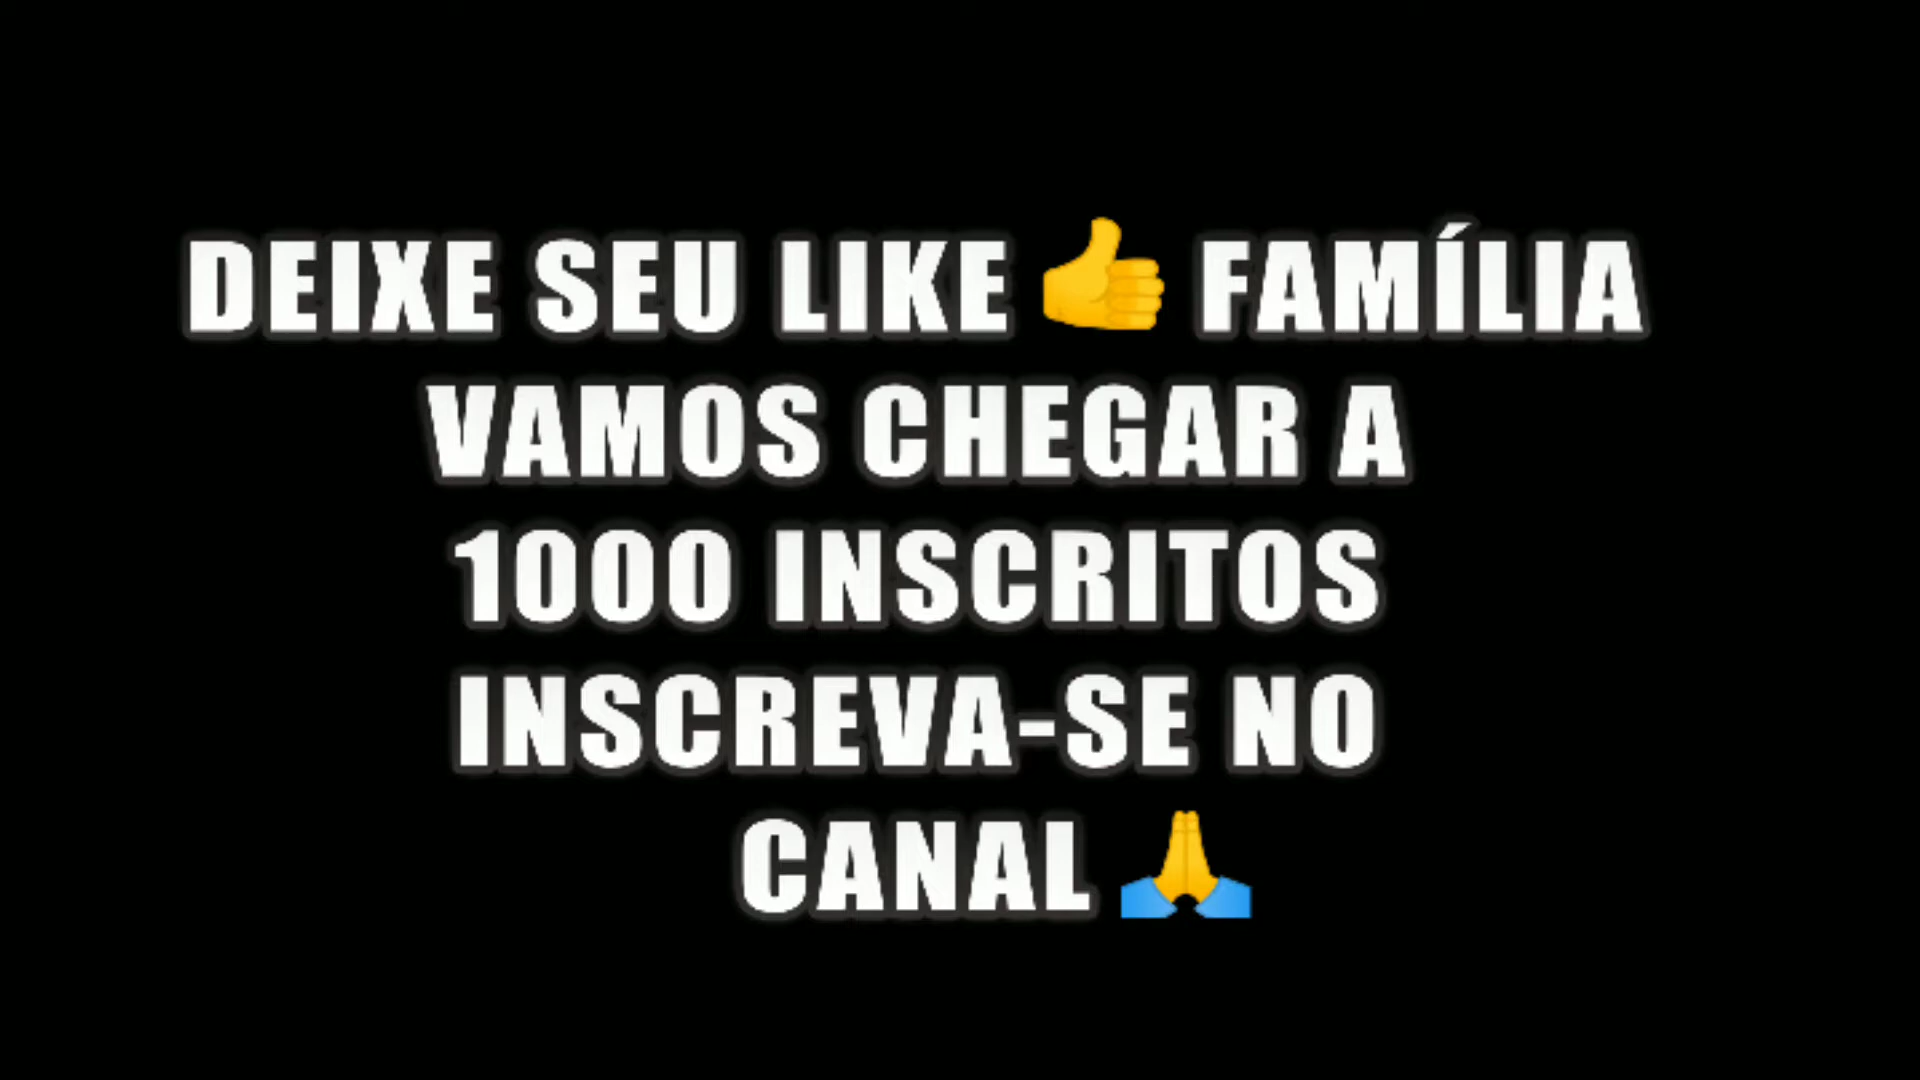 DEIXE SEU LIKE 👍 FAMÍLIA
VAMOS CHEGAR A
1000 INSCRITOS
INSCREVA-SE NO
CANAL 🙏